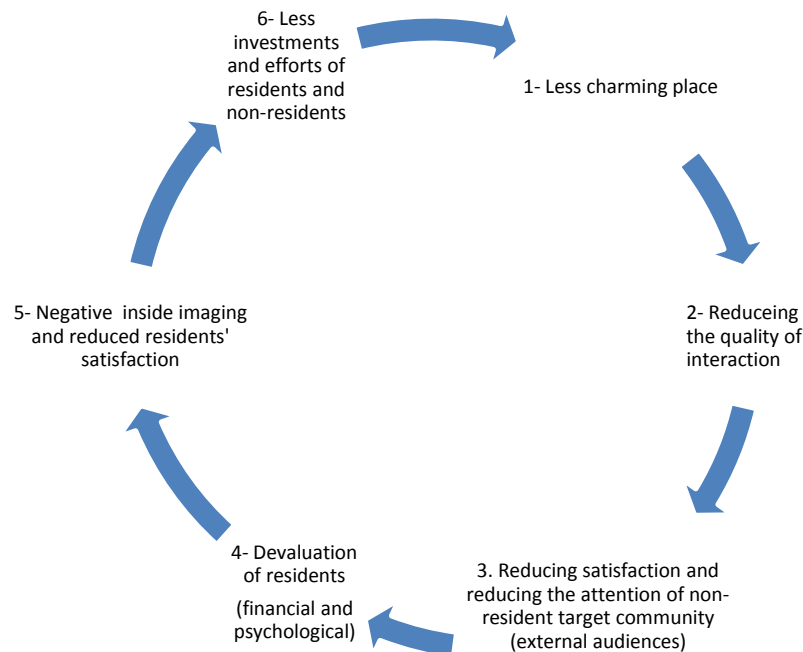 6- Less
investments
and efforts of
residents and
non-residents
1- Less charming place
2- Reduceing
the quality of
interaction
3. Reducing satisfaction and
reducing the attention of non-
resident target community
(external audiences)
4- Devaluation
of residents
(financial and
psychological)
5- Negative  inside imaging
and reduced residents'
satisfaction